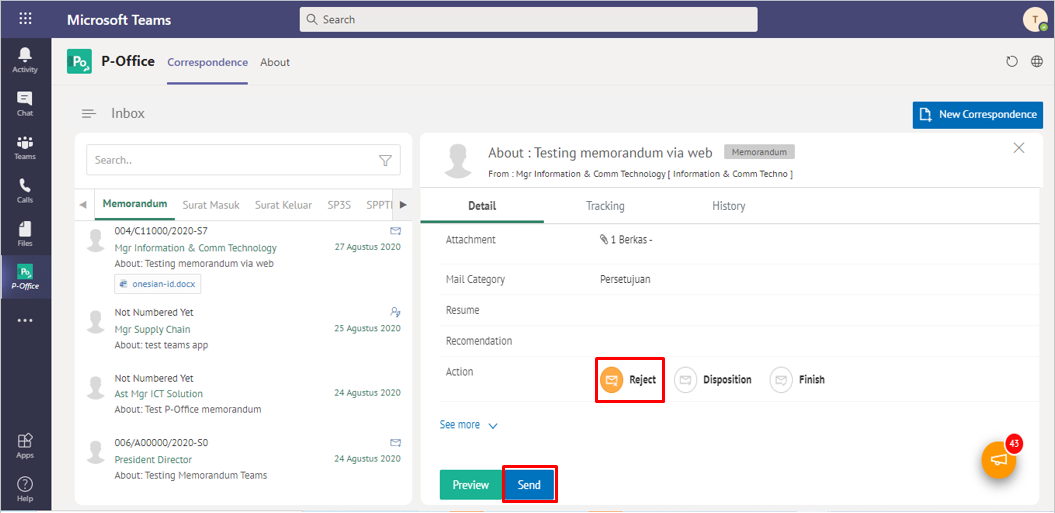 Microsoft Teams
Search
T
Activity
Chat
Teams
Calls
Files
P-Office
Apps
Help
Po
P-Office
Correspondence
About
Inbox
New Correspondence
Search..
Memorandum
Surat Masuk
Surat Keluar
SP3S
004/C11000/2020-S7
Mgr Information & Comm Technology
27 Agustus 2020
About: Testing memorandum via web
onesian-id.docx
Not Numbered Yet
Mgr Supply Chain
25 Agustus 2020
About: test teams app
Not Numbered Yet
Ast Mgr ICT Solution
24 Agustus 2020
About: Test P-Office memorandum
006/A00000/2020-S0
President Director
24 Agustus 2020
About: Testing Memorandum Teams
About : Testing memorandum via web
Memorandum
From : Mgr Information & Comm Technology [ Information & Comm Techno ]
Detail
Tracking
History
Attachment
1 Berkas -
Mail Category
Persetujuan
Resume
Recomendation
Action
Reject
Disposition
Finish
See more
Preview
Send
43